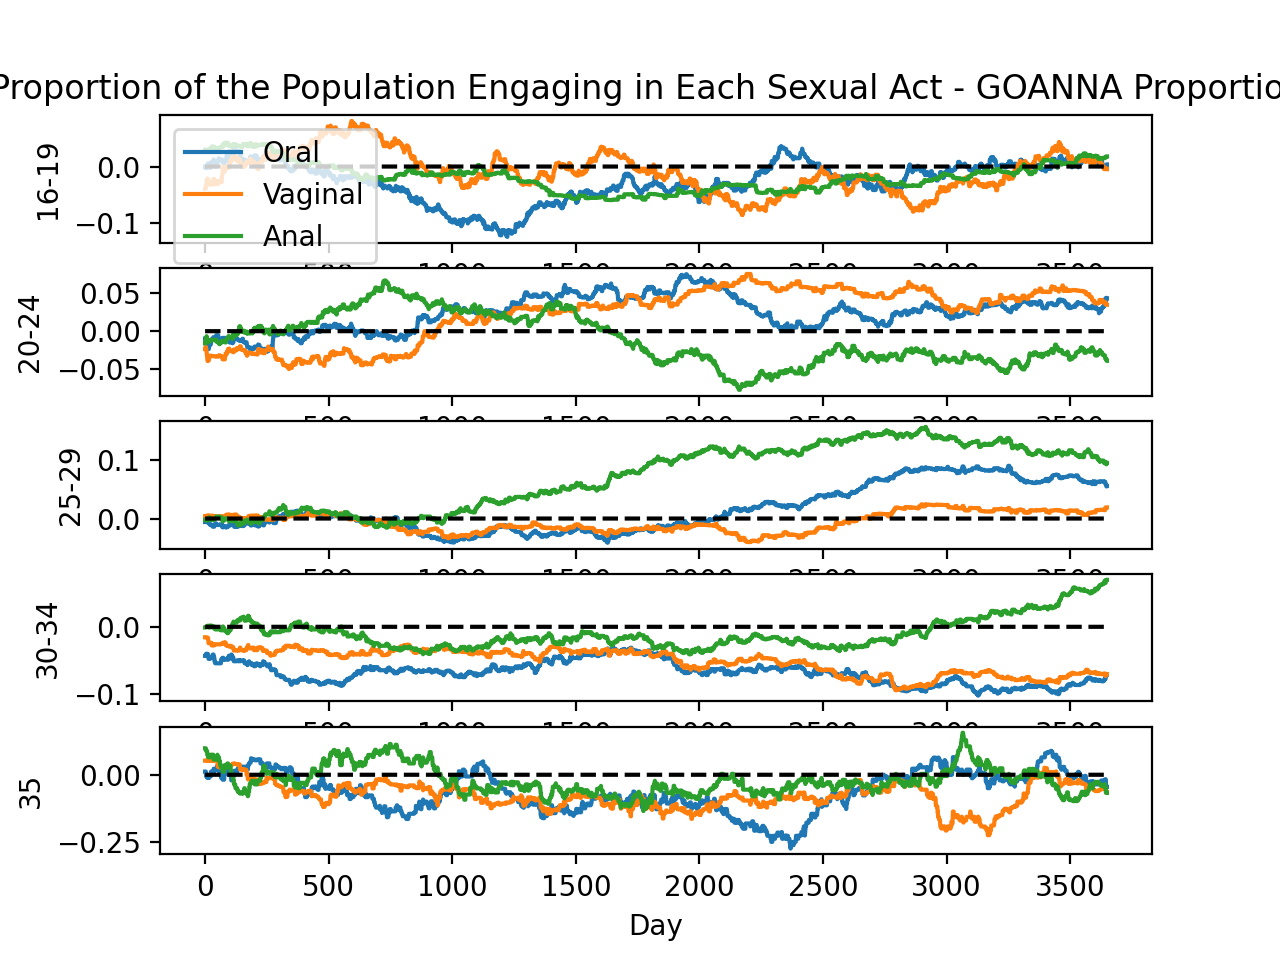 Proportion of the Population Engaging in Each Sexual Act - GOANNA Proportio
16-19
0.0
−0.1
Oral
Vaginal
Anal
20-24
0.05
0.00
−0.05
25-29
0.1
0.0
30-34
0.0
−0.1
35
0.00
−0.25
0 500 1000 1500 2000 2500 3000 3500
Day